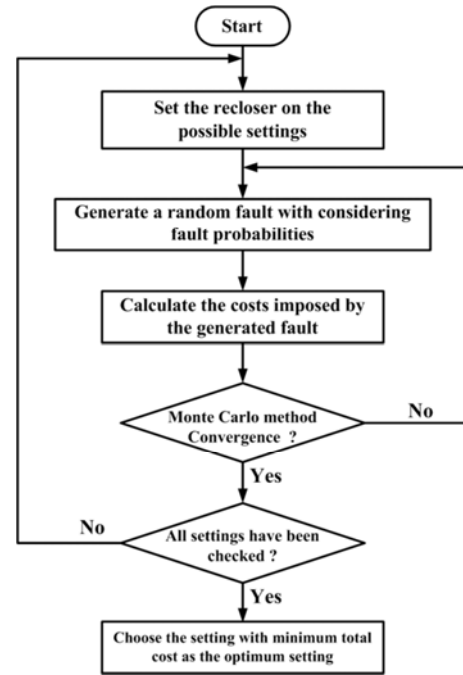 Start
Set the recloser on the
possible settings
Generate a random fault with considering
fault probabilities
Calculate the costs imposed by
the generated fault
Monte Carlo method
Convergence ?
No
Yes
All settings have been
checked ?
No
Yes
Choose the setting with minimum total
cost as the optimum setting